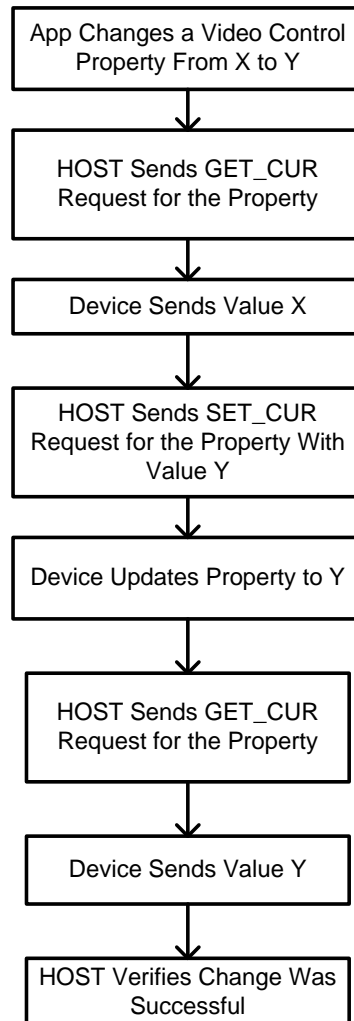 App Changes a Video Control
Property From X to Y
HOST Sends GET_CUR
Request for the Property
Device Sends Value X
HOST Sends SET_CUR
Request for the Property With
Value Y
Device Updates Property to Y
HOST Sends GET_CUR
Request for the Property
Device Sends Value Y
HOST Verifies Change Was
Successful